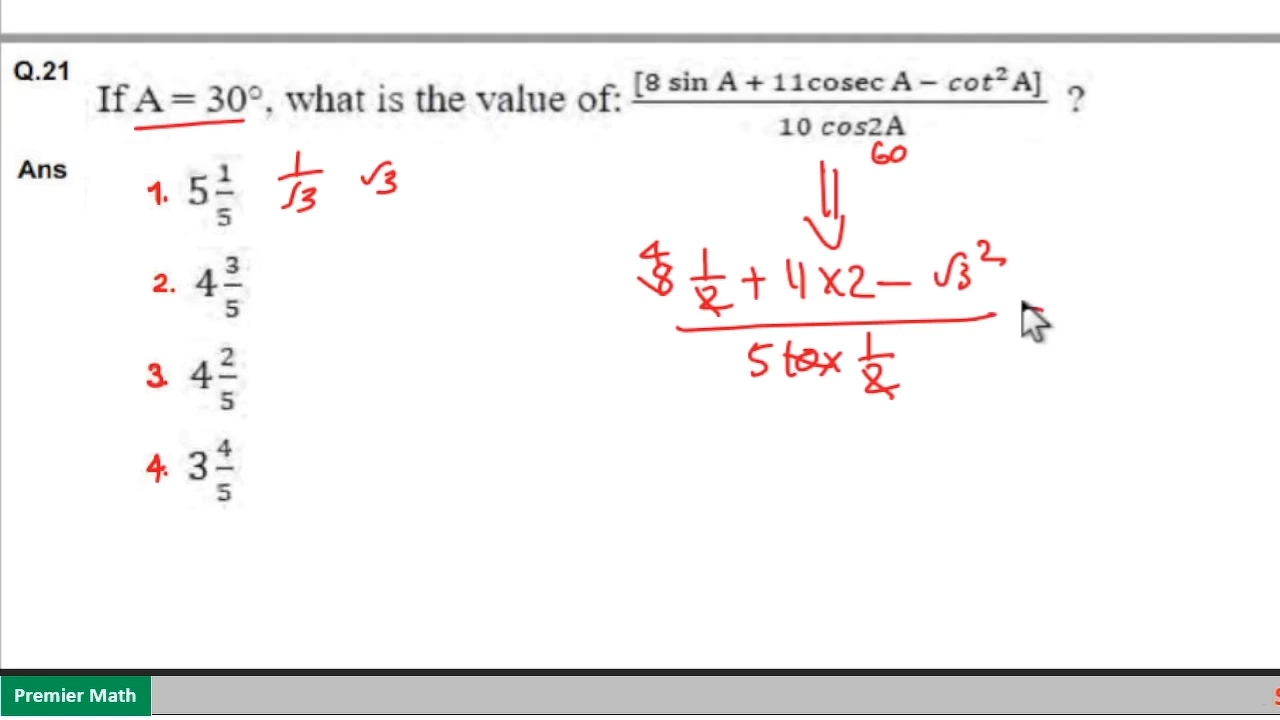 Q.21
If A = 30°, what is the value of: [8 sin A + 11cosec A − cot² A] / 10 cos2A ?
60
Ans
1. 5 1/5
1/√3 √3
2. 4 3/5
3. 4 2/5
4. 3 4/5
4
8 1/2 + 11 × 2 − √3²
5 10 × 1/2
Premier Math